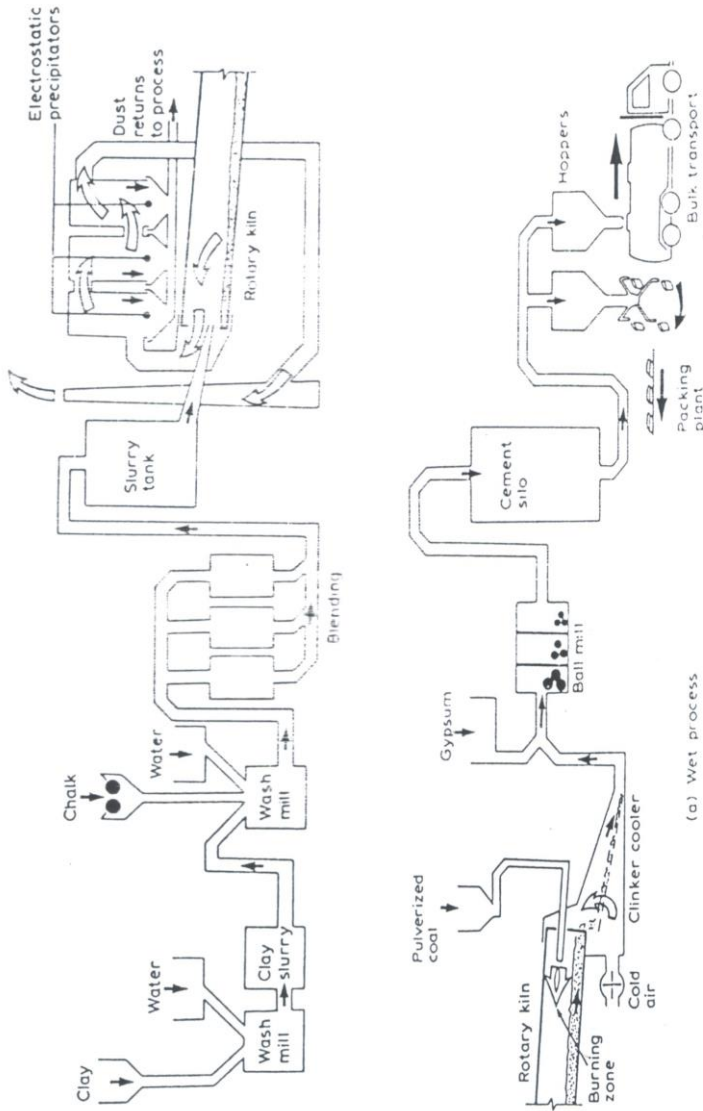 Clay
Water
Wash
mill
Clay
slurry
Chalk
Water
Wash
mill
Blending
Slurry
tank
Electrostatic
precipitators
Dust
returns
to process
Rotary kiln
Rotary kiln
Burning
zone
Pulverized
coal
Cold
air
Clinker cooler
Gypsum
Ball mill
Cement
silo
Hoppers
Packing
plant
Bulk transport
(a) Wet process